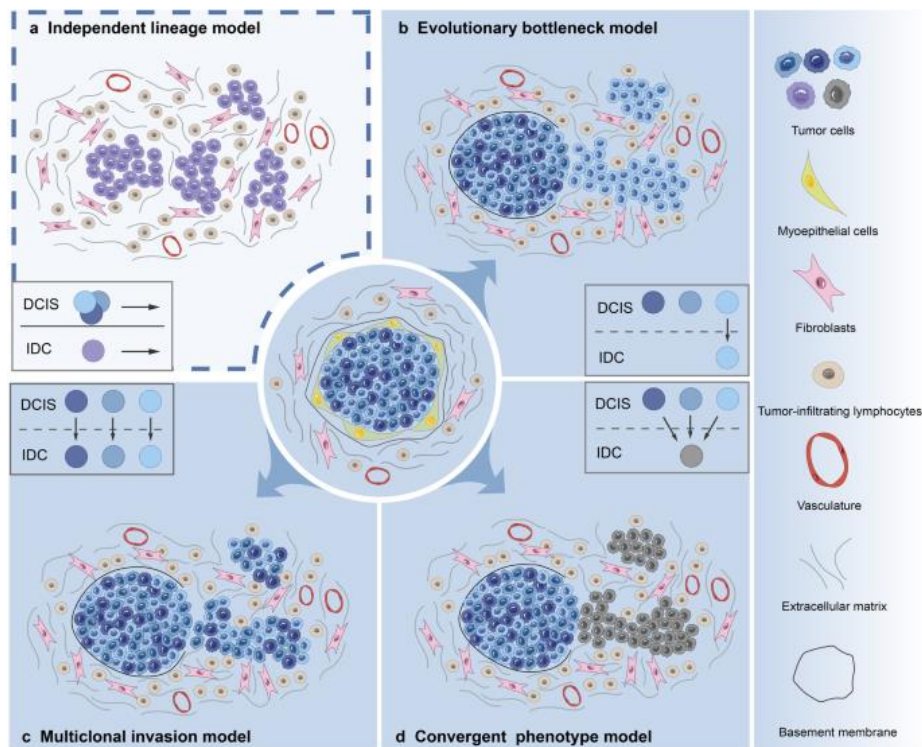 a Independent lineage model
b Evolutionary bottleneck model
Tumor cells
Myoepithelial cells
Fibroblasts
Tumor-infiltrating lymphocytes
Vasculature
Extracellular matrix
Basement membrane
DCIS
IDC
DCIS
IDC
DCIS
IDC
DCIS
IDC
c Multiclonal invasion model
d Convergent phenotype model